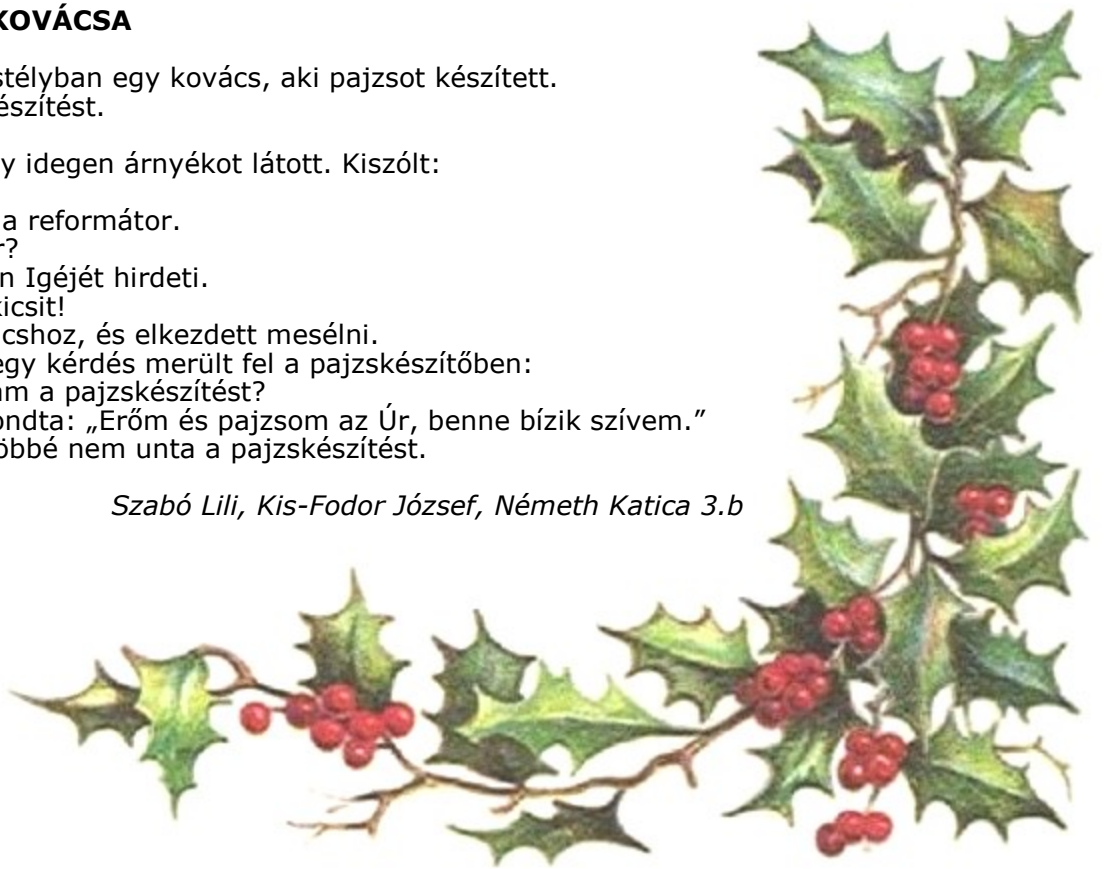 KOVÁCSA
stélyban egy kovács, aki pajzsot készített.
észítést.
y idegen árnyékot látott. Kiszólt:
a reformátor.
r?
n Igéjét hirdeti.
kicsit!
cshoz, és elkezdett mesélni.
egy kérdés merült fel a pajzskészítőben:
am a pajzskészítést?
ondta: „Erőm és pajzsom az Úr, benne bízik szívem.”
öbbé nem unta a pajzskészítést.
Szabó Lili, Kis-Fodor József, Németh Katica 3.b